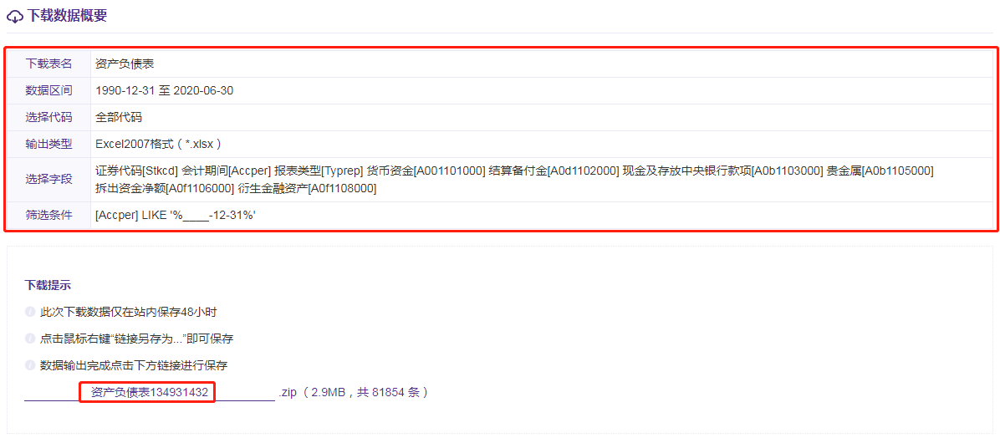 下载数据概要
下载表名 资产负债表
数据区间 1990-12-31 至 2020-06-30
选择代码 全部代码
输出类型 Excel2007格式（*.xlsx）
选择字段 证券代码[Stkcd] 会计期间[Accper] 报表类型[Typrep] 货币资金[A001101000] 结算备付金[A0d1102000] 现金及存放中央银行款项[A0b1103000] 贵金属[A0b1105000]
拆出资金净额[A0f1106000] 衍生金融资产[A0f1108000]
筛选条件 [Accper] LIKE '%____-12-31%'
下载提示
此次下载数据仅在站内保存48小时
点击鼠标右键“链接另存为...”即可保存
数据输出完成点击下方链接进行保存
资产负债表134931432 .zip（2.9MB，共 81854 条）